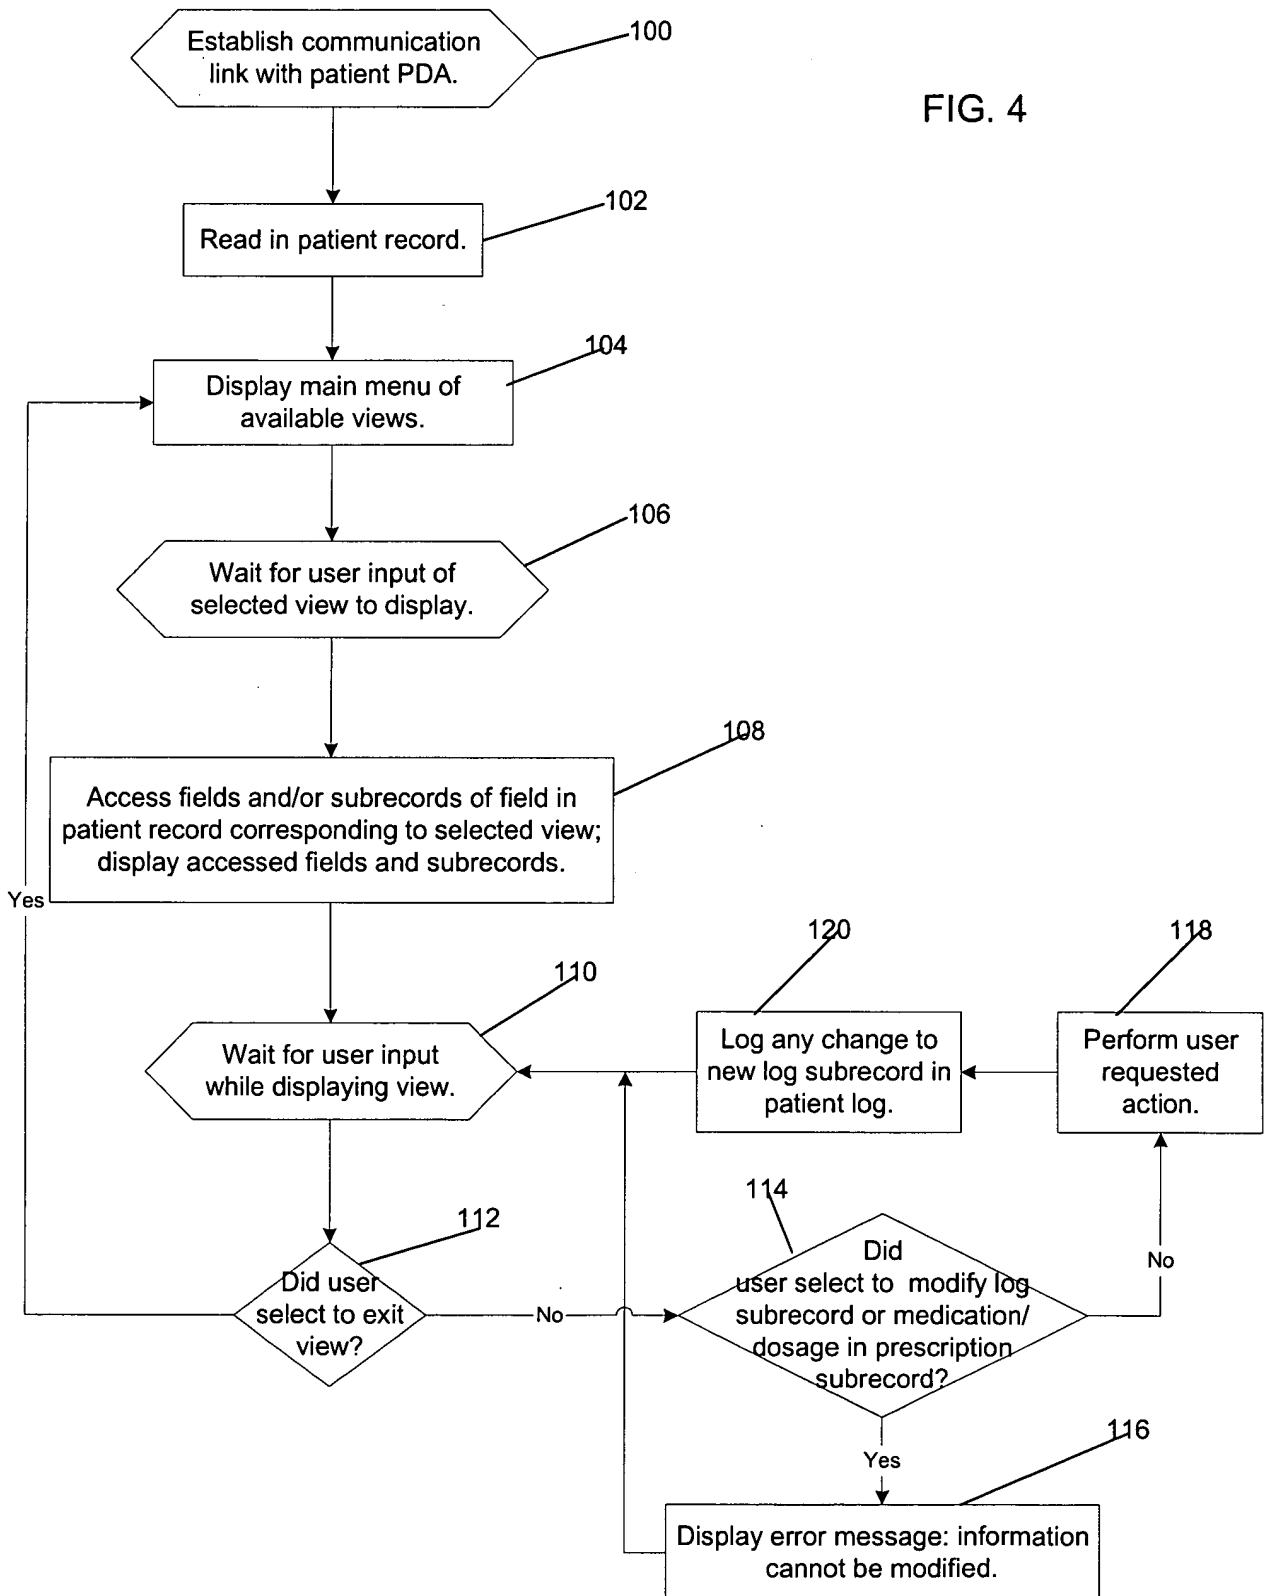 Establish communication
link with patient PDA.
100
FIG. 4
Read in patient record.
102
Display main menu of
available views.
104
Wait for user input of
selected view to display.
106
Access fields and/or subrecords of field in
patient record corresponding to selected view;
display accessed fields and subrecords.
108
Yes
Wait for user input
while displaying view.
110
Log any change to
new log subrecord in
patient log.
120
Perform user
requested
action.
118
Did user
select to exit
view?
112
No
Did
user select to modify log
subrecord or medication/
dosage in prescription
subrecord?
114
No
Yes
Display error message: information
cannot be modified.
116